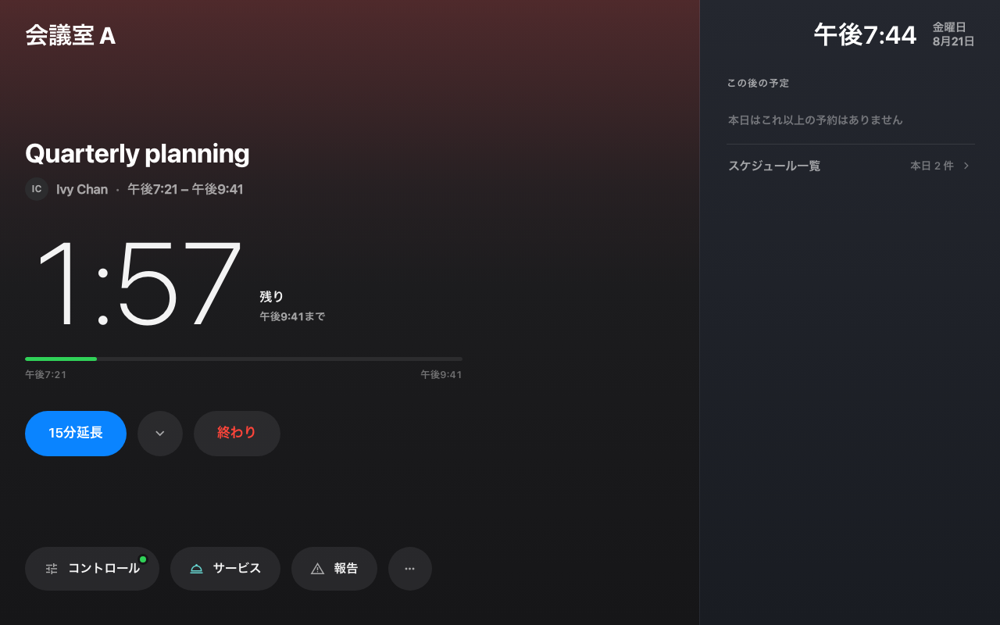 会議室 A
午後7:44
金曜日
8月21日
この後の予定
本日はこれ以上の予約はありません
スケジュール一覧
本日 2 件
Quarterly planning
IC
Ivy Chan · 午後7:21 – 午後9:41
1:57
残り
午後9:41まで
午後7:21
午後9:41
15分延長
終わり
コントロール
サービス
報告